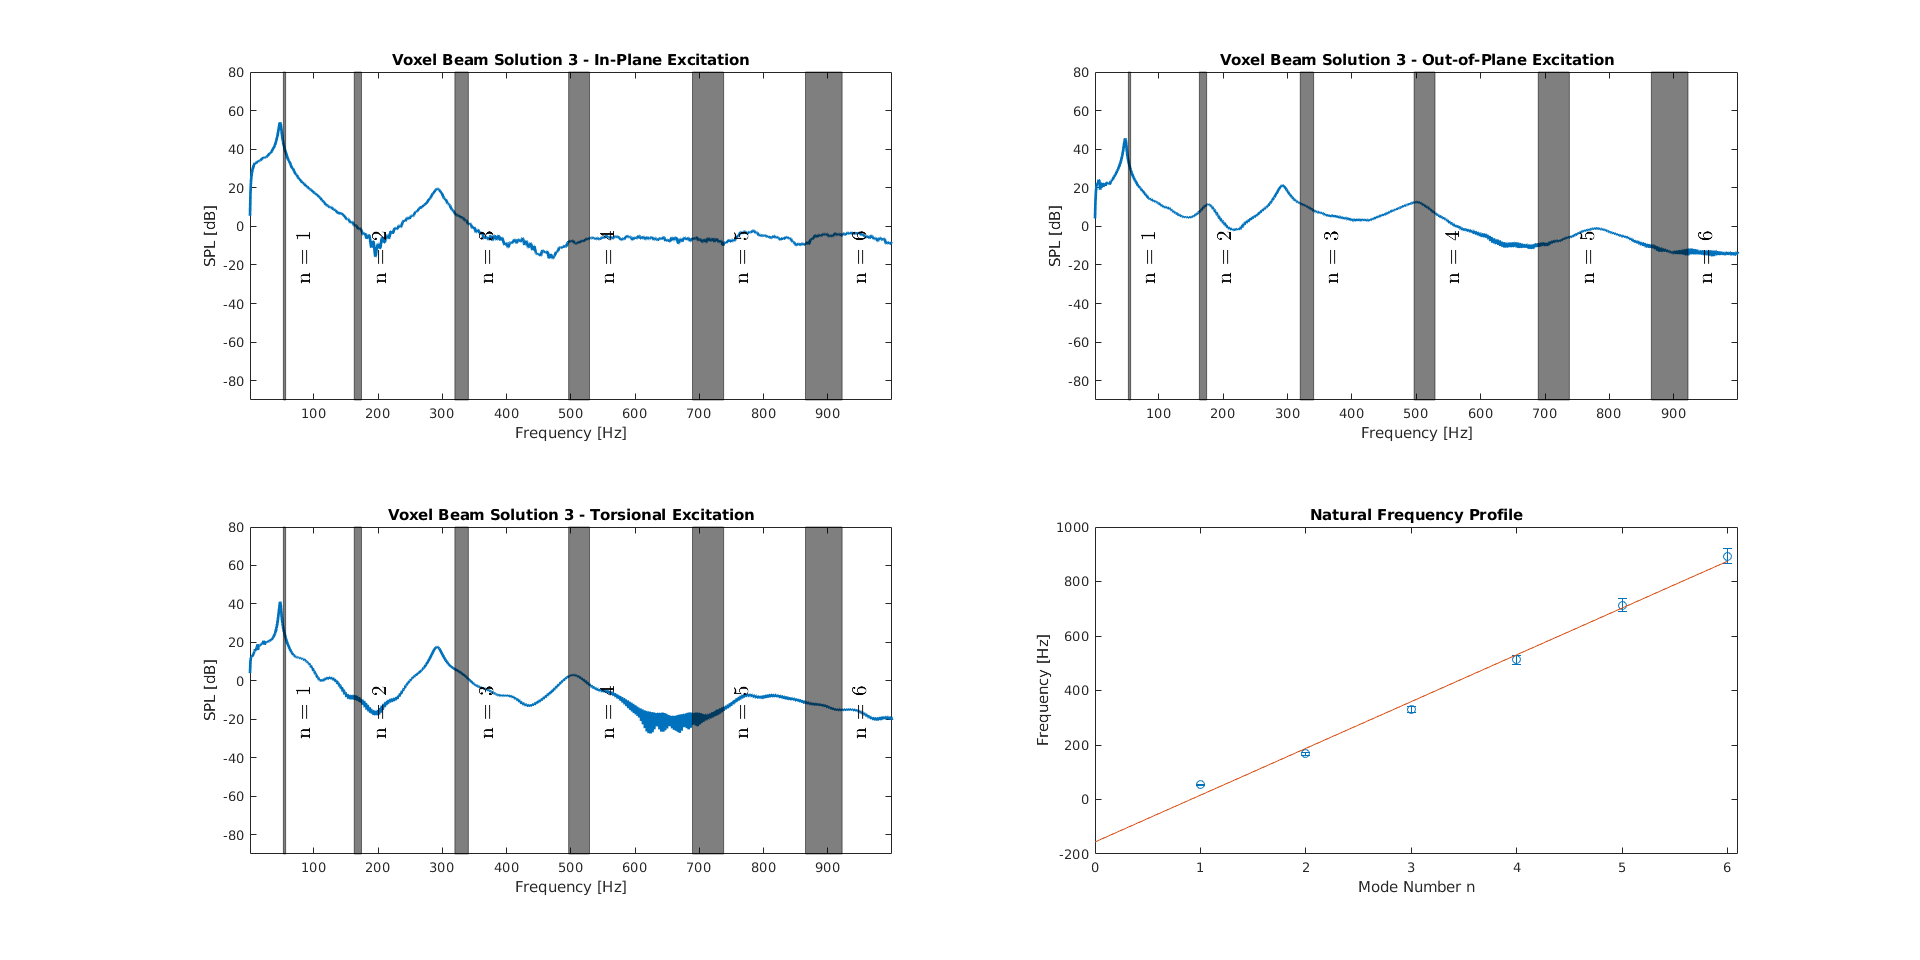 Voxel Beam Solution 3 - In-Plane Excitation
80
60
40
20
0
-20
-40
-60
-80
SPL [dB]
n = 1
n = 2
n = 3
n = 4
n = 5
n = 6
100 200 300 400 500 600 700 800 900
Frequency [Hz]
Voxel Beam Solution 3 - Out-of-Plane Excitation
80
60
40
20
0
-20
-40
-60
-80
SPL [dB]
n = 1
n = 2
n = 3
n = 4
n = 5
n = 6
100 200 300 400 500 600 700 800 900
Frequency [Hz]
Voxel Beam Solution 3 - Torsional Excitation
80
60
40
20
0
-20
-40
-60
-80
SPL [dB]
n = 1
n = 2
n = 3
n = 4
n = 5
n = 6
100 200 300 400 500 600 700 800 900
Frequency [Hz]
Natural Frequency Profile
1000
800
600
400
200
0
-200
Frequency [Hz]
0 1 2 3 4 5 6
Mode Number n